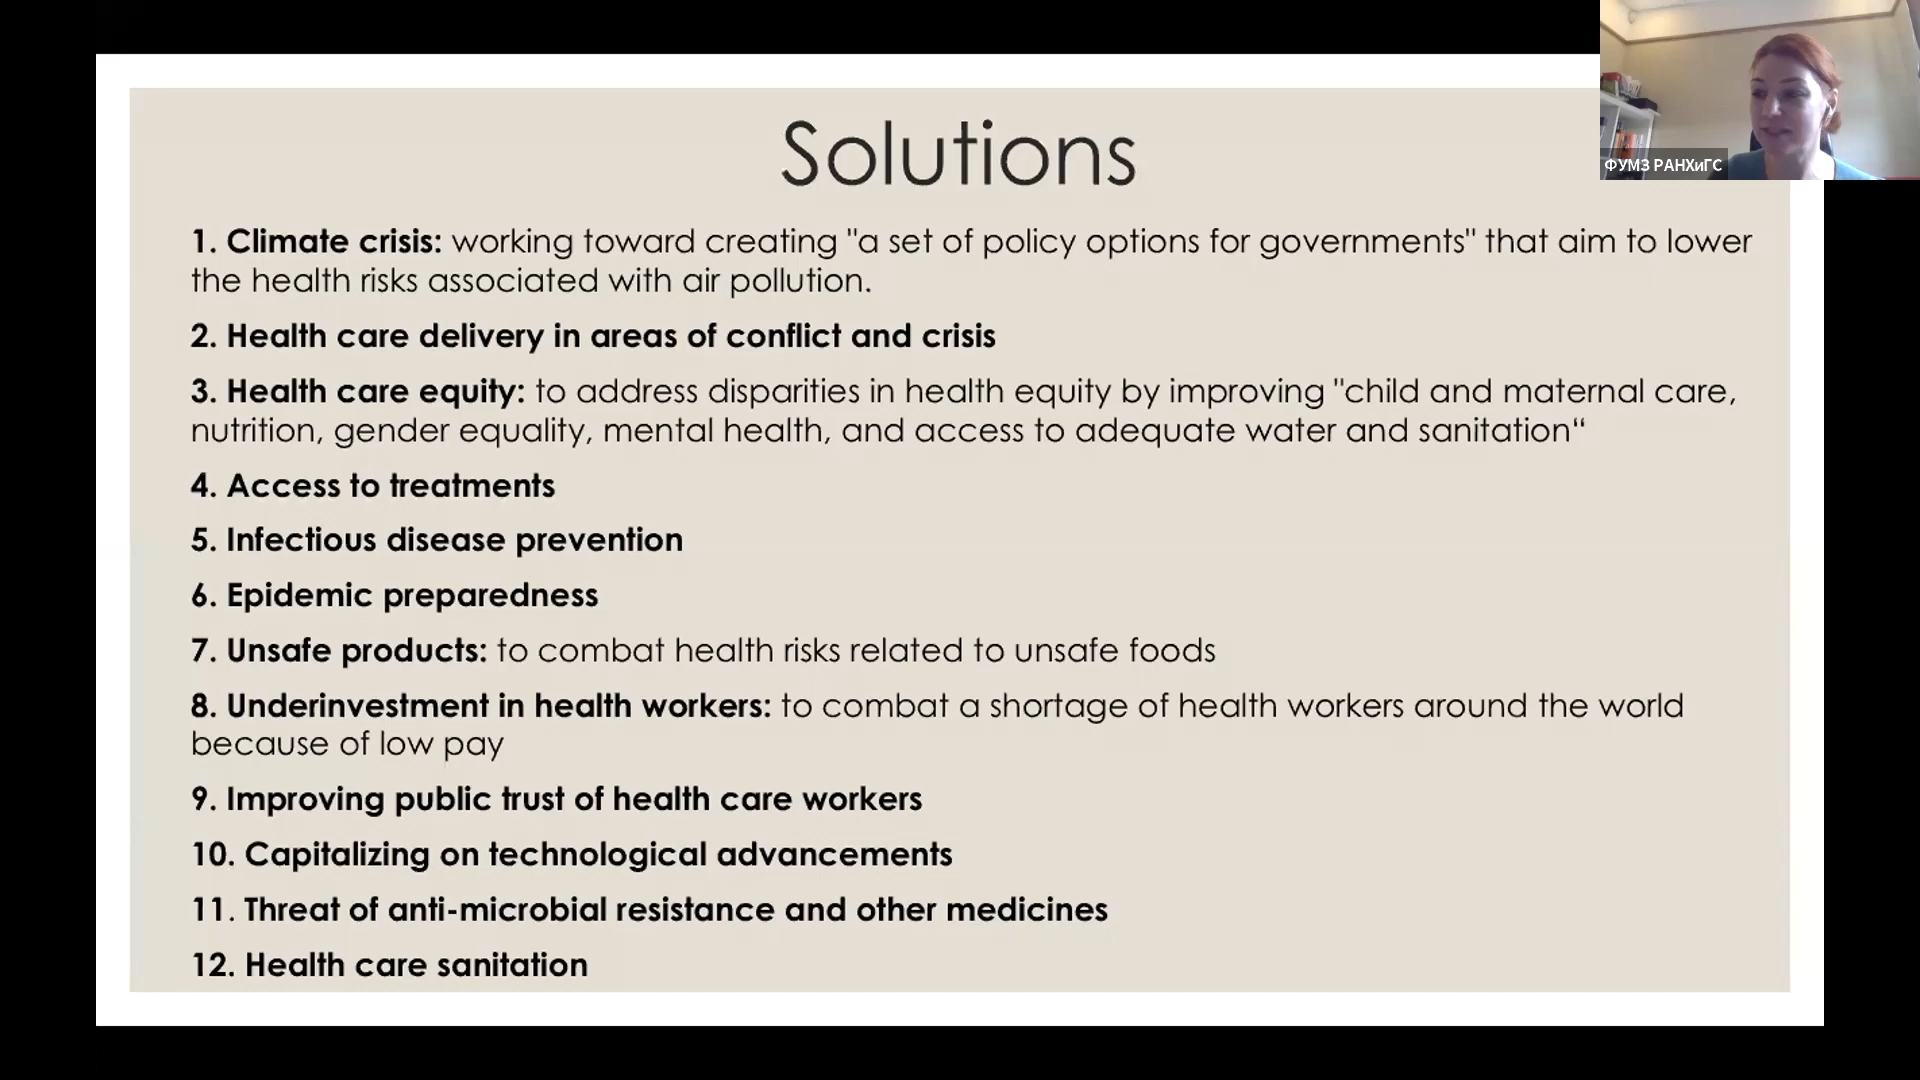 Solutions
1. Climate crisis: working toward creating "a set of policy options for governments" that aim to lower
the health risks associated with air pollution.
2. Health care delivery in areas of conflict and crisis
3. Health care equity: to address disparities in health equity by improving "child and maternal care,
nutrition, gender equality, mental health, and access to adequate water and sanitation“
4. Access to treatments
5. Infectious disease prevention
6. Epidemic preparedness
7. Unsafe products: to combat health risks related to unsafe foods
8. Underinvestment in health workers: to combat a shortage of health workers around the world
because of low pay
9. Improving public trust of health care workers
10. Capitalizing on technological advancements
11. Threat of anti-microbial resistance and other medicines
12. Health care sanitation
ФУМЗ РАНХиГС